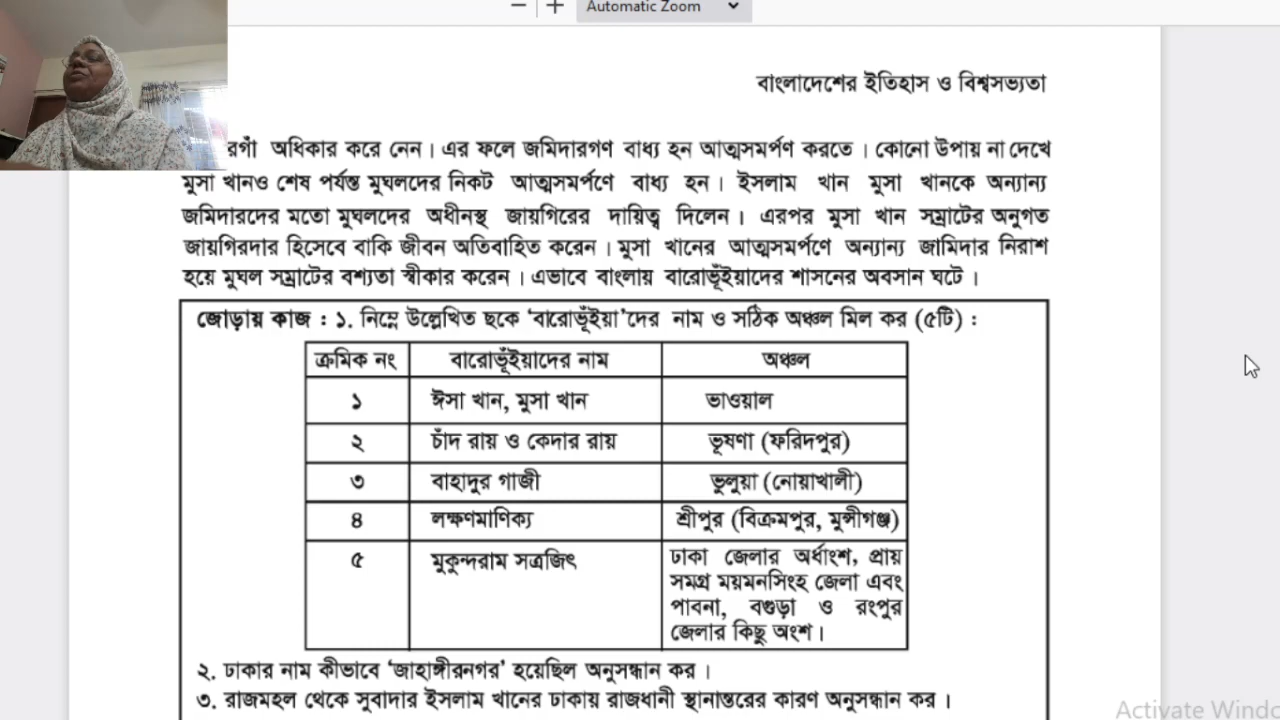 Automatic Zoom
বাংলাদেশের ইতিহাস ও বিশ্বসভ্যতা
রগাঁ অধিকার করে নেন। এর ফলে জমিদারগণ বাধ্য হন আত্মসমর্পণ করতে। কোনো উপায় না দেখে
মুসা খানও শেষ পর্যন্ত মুঘলদের নিকট আত্মসমর্পণে বাধ্য হন। ইসলাম খান মুসা খানকে অন্যান্য
জমিদারদের মতো মুঘলদের অধীনস্থ জায়গিরের দায়িত্ব দিলেন। এরপর মুসা খান সম্রাটের অনুগত
জায়গিরদার হিসেবে বাকি জীবন অতিবাহিত করেন। মুসা খানের আত্মসমর্পণে অন্যান্য জামিদার নিরাশ
হয়ে মুঘল সম্রাটের বশ্যতা স্বীকার করেন। এভাবে বাংলায় বারোভূঁইয়াদের শাসনের অবসান ঘটে।
জোড়ায় কাজ : ১. নিম্নে উল্লেখিত ছকে ‘বারোভূঁইয়া’দের নাম ও সঠিক অঞ্চল মিল কর (৫টি) :
ক্রমিক নং বারোভূঁইয়াদের নাম অঞ্চল
১ ঈসা খান, মুসা খান ভাওয়াল
২ চাঁদ রায় ও কেদার রায় ভূষণা (ফরিদপুর)
৩ বাহাদুর গাজী ভুলুয়া (নোয়াখালী)
৪ লক্ষণমাণিক্য শ্রীপুর (বিক্রমপুর, মুন্সীগঞ্জ)
৫ মুকুন্দরাম সত্রজিৎ ঢাকা জেলার অর্ধাংশ, প্রায়
সমগ্র ময়মনসিংহ জেলা এবং
পাবনা, বগুড়া ও রংপুর
জেলার কিছু অংশ।
২. ঢাকার নাম কীভাবে ‘জাহাঙ্গীরনগর’ হয়েছিল অনুসন্ধান কর।
৩. রাজমহল থেকে সুবাদার ইসলাম খানের ঢাকায় রাজধানী স্থানান্তরের কারণ অনুসন্ধান কর।
Activate Windo